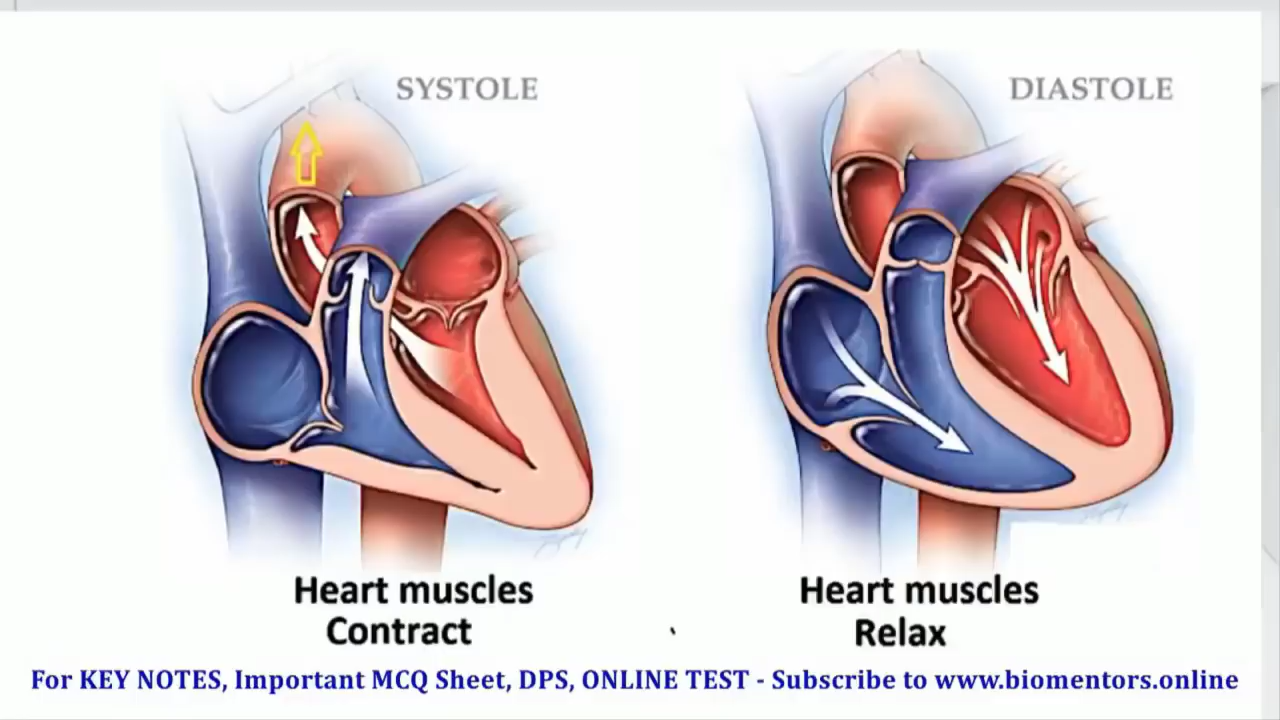 SYSTOLE
DIASTOLE
Heart muscles
Contract
Heart muscles
Relax
For KEY NOTES, Important MCQ Sheet, DPS, ONLINE TEST - Subscribe to www.biomentors.online